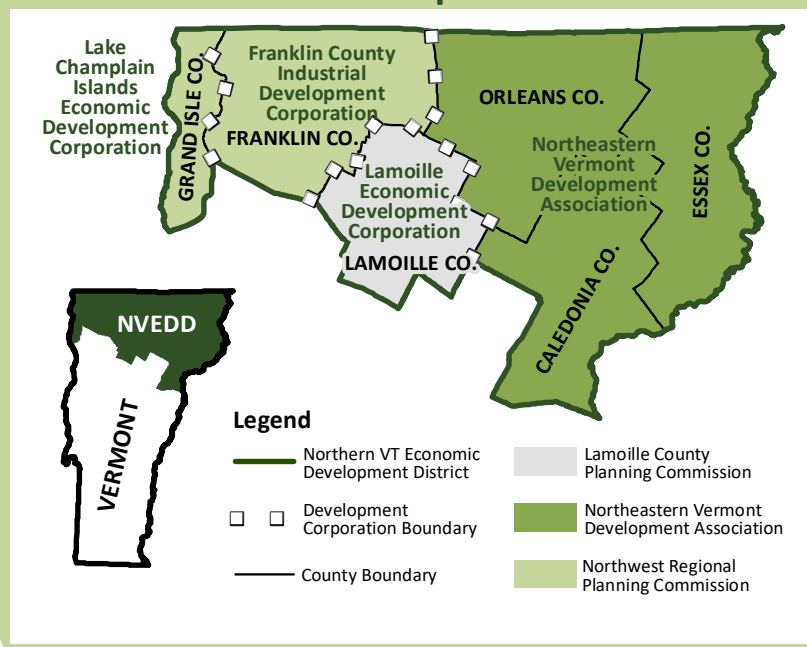 Lake
Champlain
Islands
Economic
Development
Corporation
GRAND ISLE CO.
Franklin County
Industrial
Development
Corporation
FRANKLIN CO.
Lamoille
Economic
Development
Corporation
LAMOILLE CO.
ORLEANS CO.
Northeastern
Vermont
Development
Association
ESSEX CO.
CALEDONIA CO.
NVEDD
VERMONT
Legend
Northern VT Economic
Development District
Development
Corporation Boundary
County Boundary
Lamoille County
Planning Commission
Northeastern Vermont
Development Association
Northwest Regional
Planning Commission